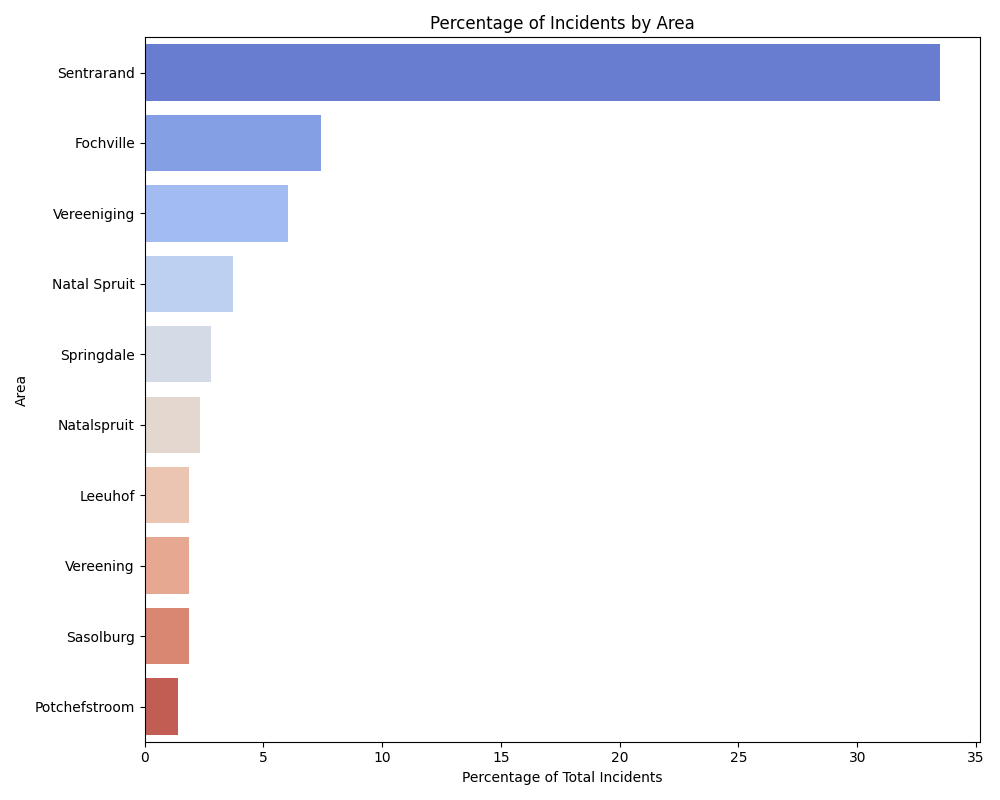 Percentage of Incidents by Area
Area
Sentrarand
Fochville
Vereeniging
Natal Spruit
Springdale
Natalspruit
Leeuhof
Vereening
Sasolburg
Potchefstroom
0 5 10 15 20 25 30 35
Percentage of Total Incidents